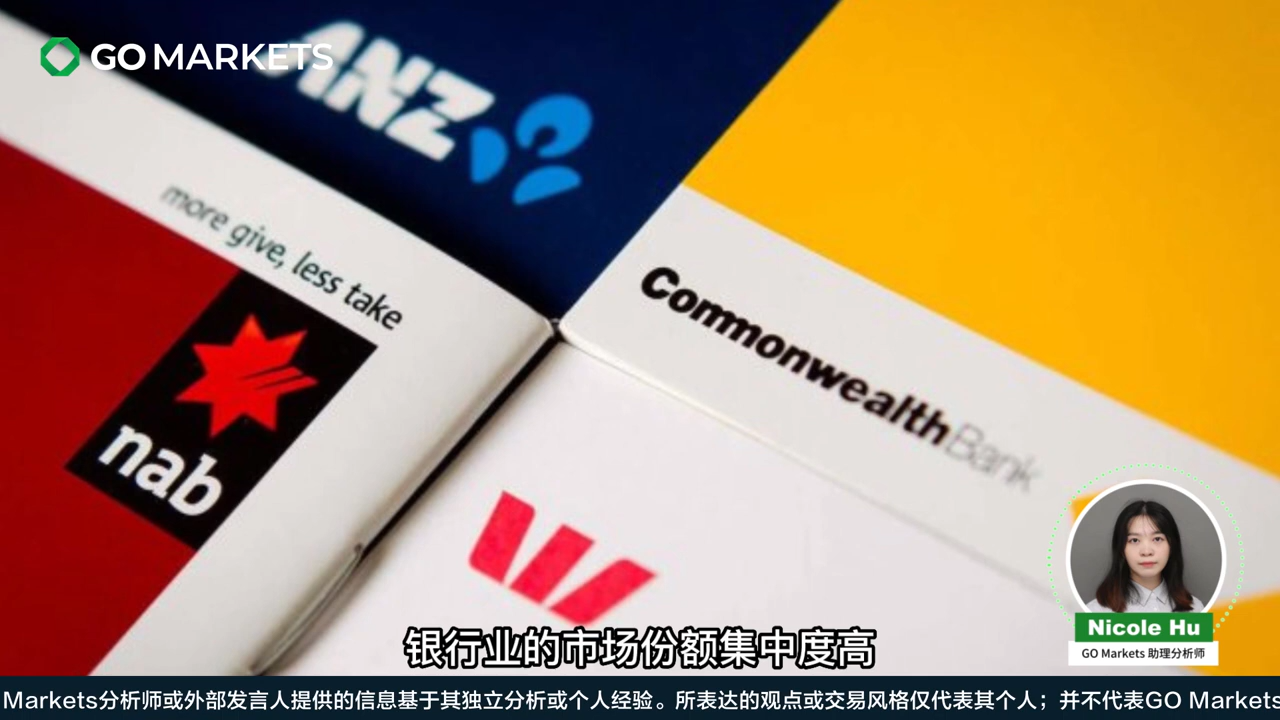 GO MARKETS
ANZ
more give, less take
nab
CommonwealthBank
Nicole Hu
GO Markets 助理分析师
银行业的市场份额集中度高
Markets分析师或外部发言人提供的信息基于其独立分析或个人经验。所表达的观点或交易风格仅代表其个人；并不代表GO Markets